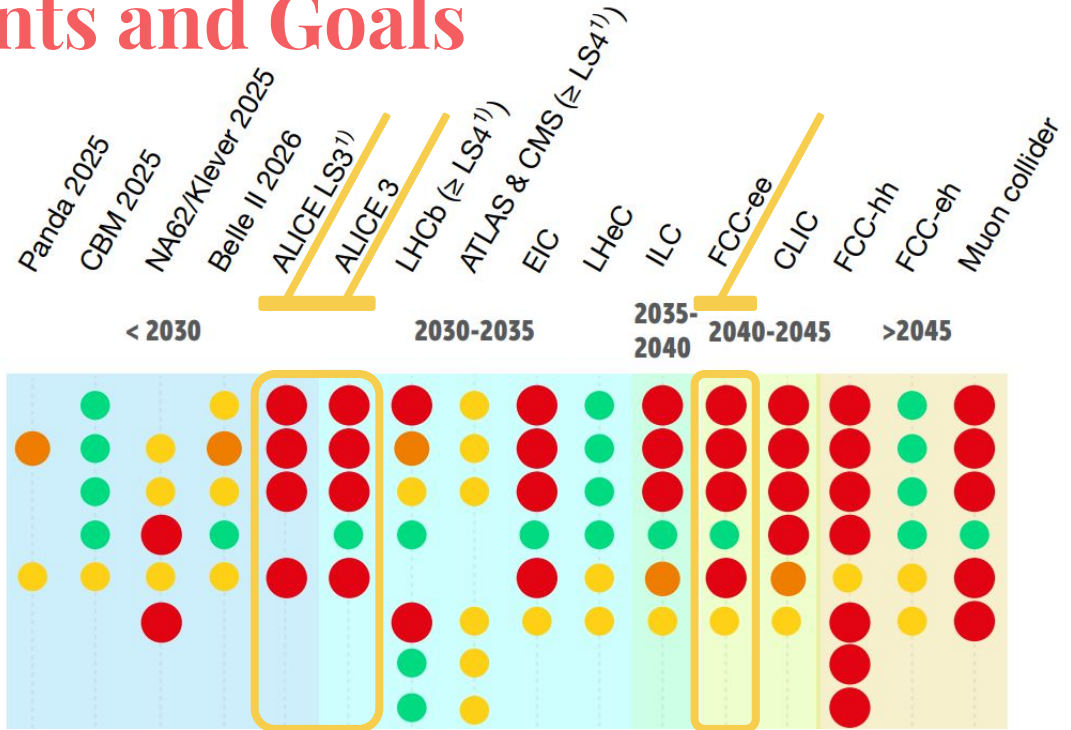 nts and Goals
Panda 2025
CBM 2025
NA62/Klever 2025
Belle II 2026
ALICE LS3¹⁾
ALICE 3
LHCb (≥ LS4¹⁾)
ATLAS & CMS (≥ LS4¹⁾)
EIC
LHeC
ILC
FCC-ee
CLIC
FCC-hh
FCC-eh
Muon collider
< 2030
2030-2035
2035-
2040
2040-2045
>2045